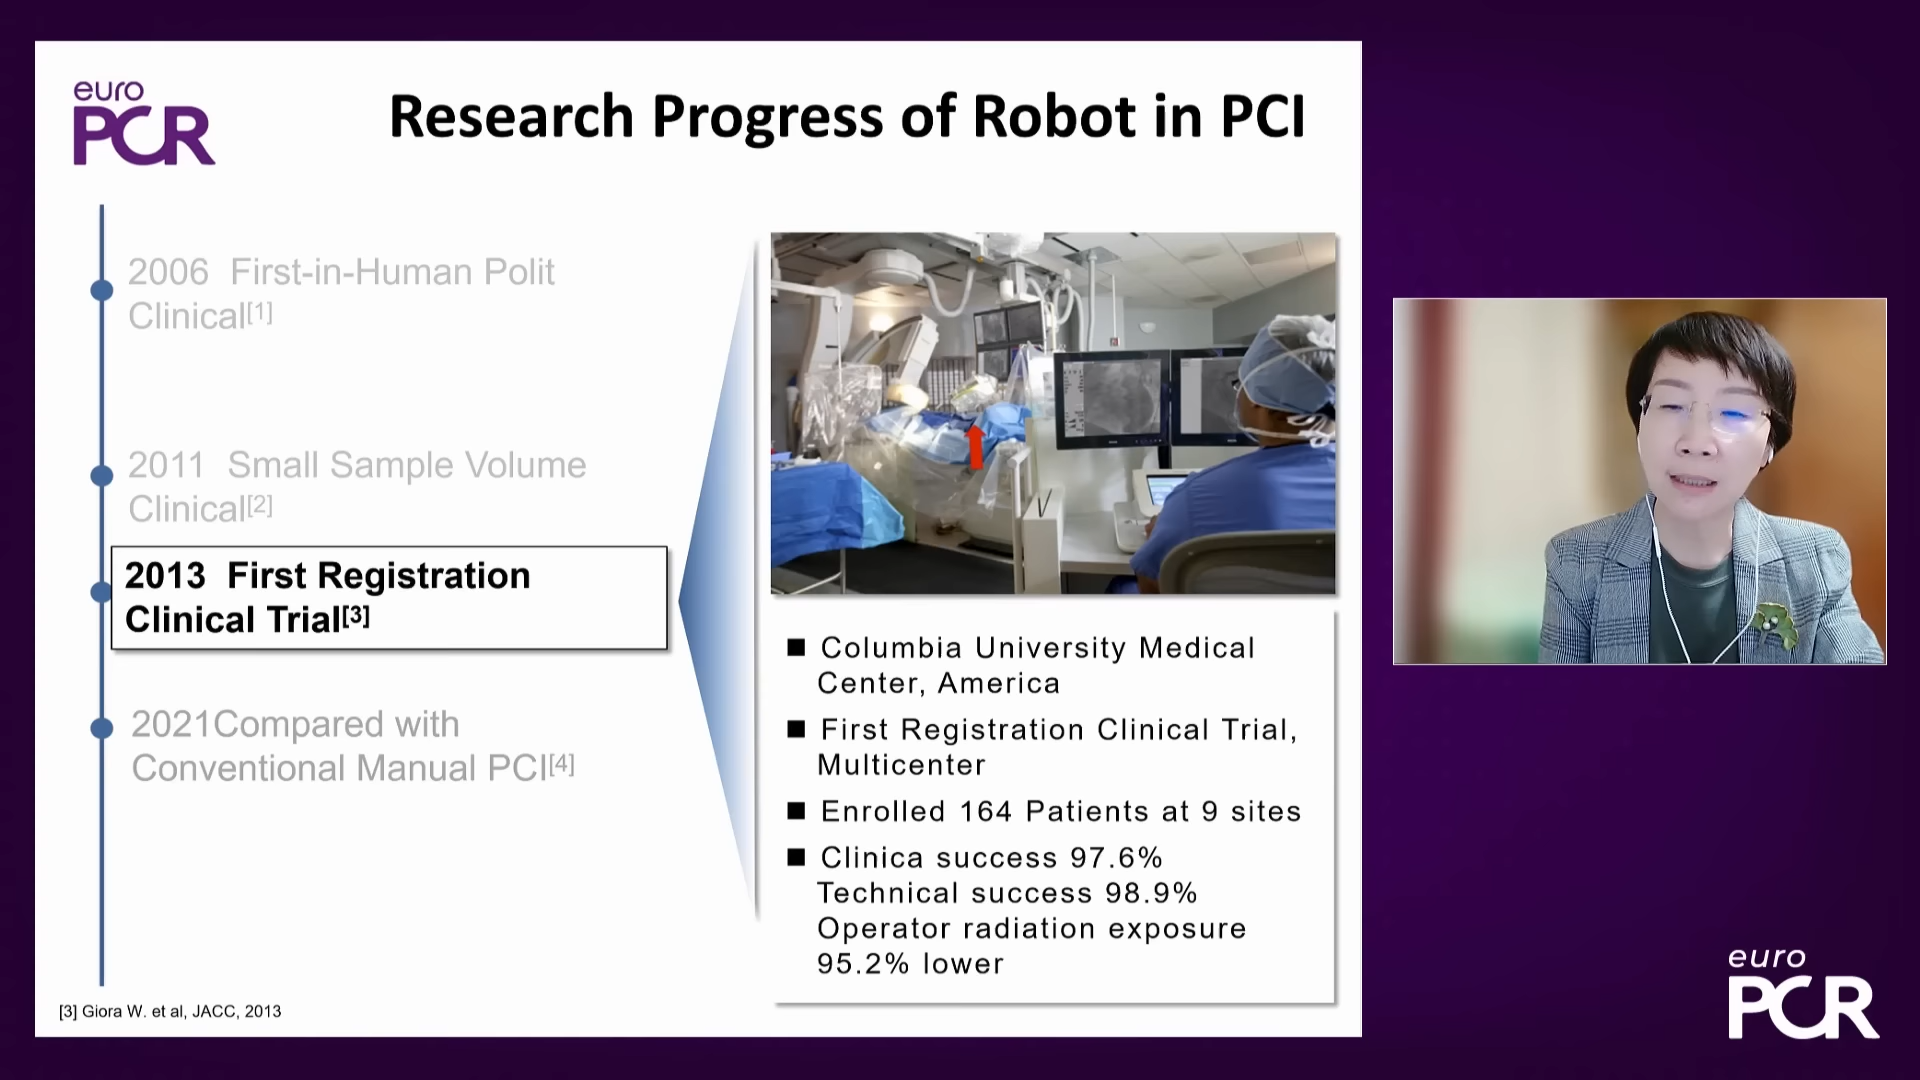 euro
PCR
Research Progress of Robot in PCI
2006 First-in-Human Polit
Clinical[1]
2011 Small Sample Volume
Clinical[2]
2013 First Registration
Clinical Trial[3]
2021Compared with
Conventional Manual PCI[4]
■ Columbia University Medical
Center, America
■ First Registration Clinical Trial,
Multicenter
■ Enrolled 164 Patients at 9 sites
■ Clinica success 97.6%
Technical success 98.9%
Operator radiation exposure
95.2% lower
[3] Giora W. et al, JACC, 2013
euro
PCR